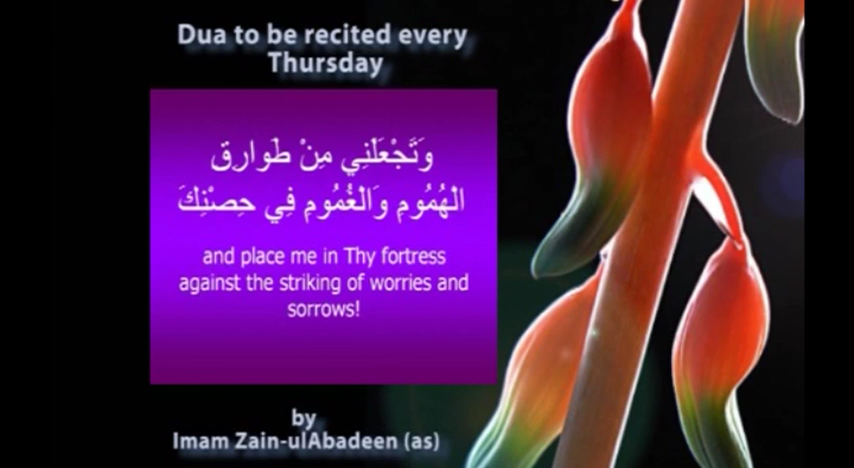 Dua to be recited every
Thursday
وَتَجْعَلَنِي مِنْ طَوارِقِ
الْهُمُومِ وَالْغُمُومِ فِي حِصْنِكَ
and place me in Thy fortress
against the striking of worries and
sorrows!
by
Imam Zain-ulAbadeen (as)